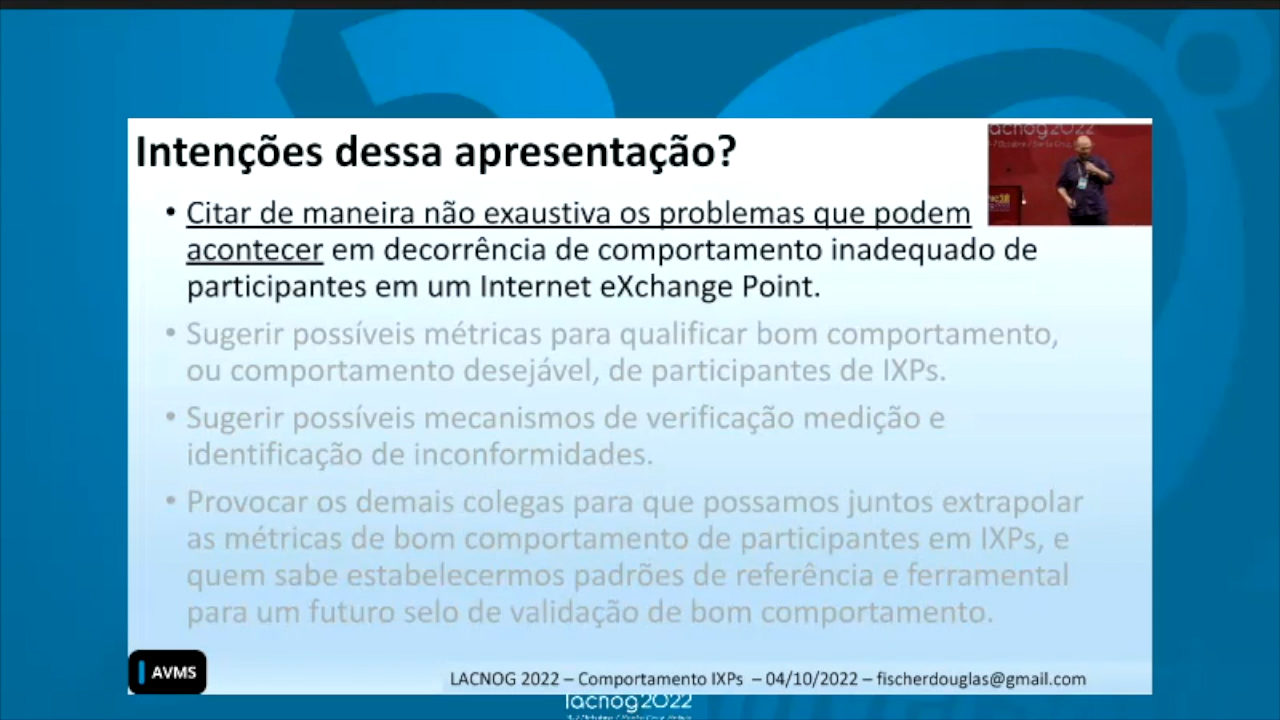 Intenções dessa apresentação?
lacnog2022
• Citar de maneira não exaustiva os problemas que podem
acontecer em decorrência de comportamento inadequado de
participantes em um Internet eXchange Point.
• Sugerir possíveis métricas para qualificar bom comportamento,
ou comportamento desejável, de participantes de IXPs.
• Sugerir possíveis mecanismos de verificação medição e
identificação de inconformidades.
• Provocar os demais colegas para que possamos juntos extrapolar
as métricas de bom comportamento de participantes em IXPs, e
quem sabe estabelecermos padrões de referência e ferramental
para um futuro selo de validação de bom comportamento.
AVMS
LACNOG 2022 – Comportamento IXPs – 04/10/2022 – fischerdouglas@gmail.com
lacnog2022